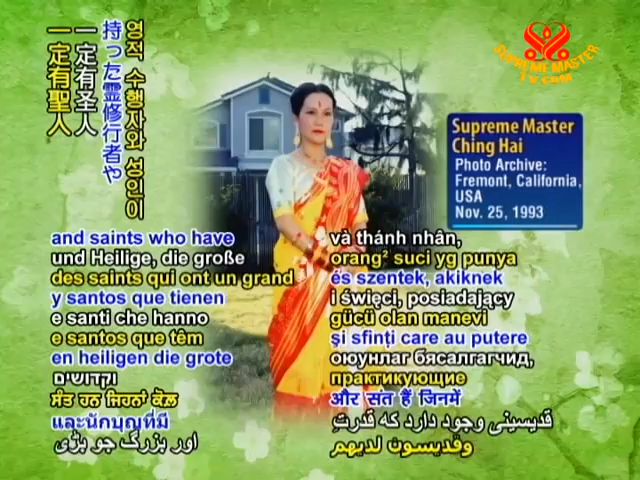 영적 수행자와 성인이
持った霊修行者や
一定有圣人
一定有聖人
SUPREME MASTER
TV.COM
Supreme Master
Ching Hai
Photo Archive:
Fremont, California,
USA
Nov. 25, 1993
and saints who have
und Heilige, die große
des saints qui ont un grand
y santos que tienen
e santi che hanno
e santos que têm
en heiligen die grote
וקדושים
ਸੰਤ ਹਨ ਜਿਹਨਾਂ ਕੋਲ
และนักบุญที่มี
اور بزرگ جو بڑی
và thánh nhân,
orang² suci yg punya
és szentek, akiknek
i święci, posiadający
gücü olan manevi
şi sfinţi care au putere
оюунлаг бясалгагчид,
практикующие
और संत हैं जिनमें
قدیسینی وجود دارد که قدرتِ
وقديسون لديهم